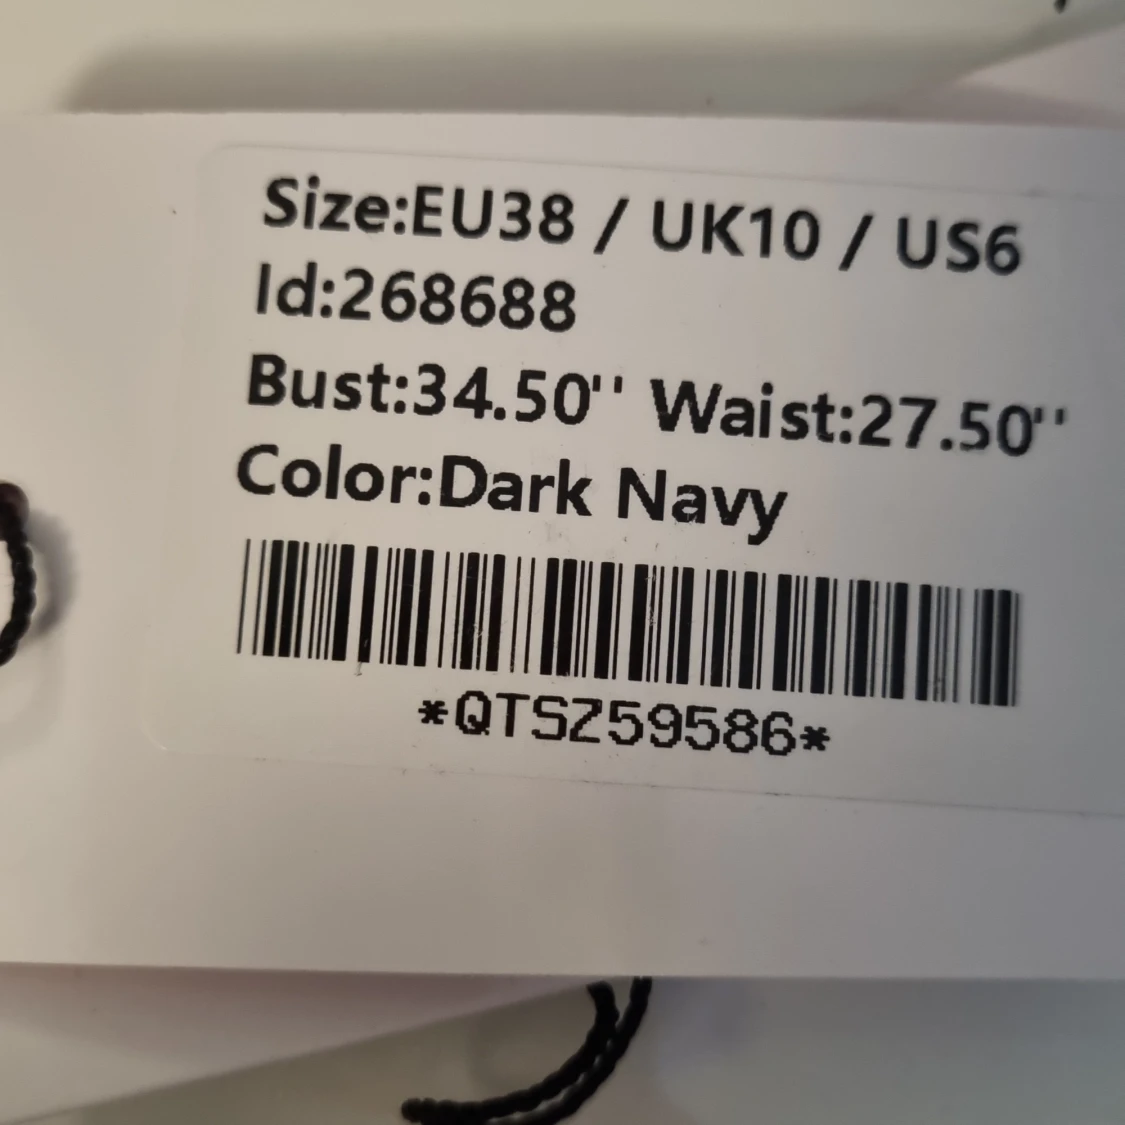 Size:EU38 / UK10 / US6
Id:268688
Bust:34.50'' Waist:27.50''
Color:Dark Navy
*QTSZ59586*